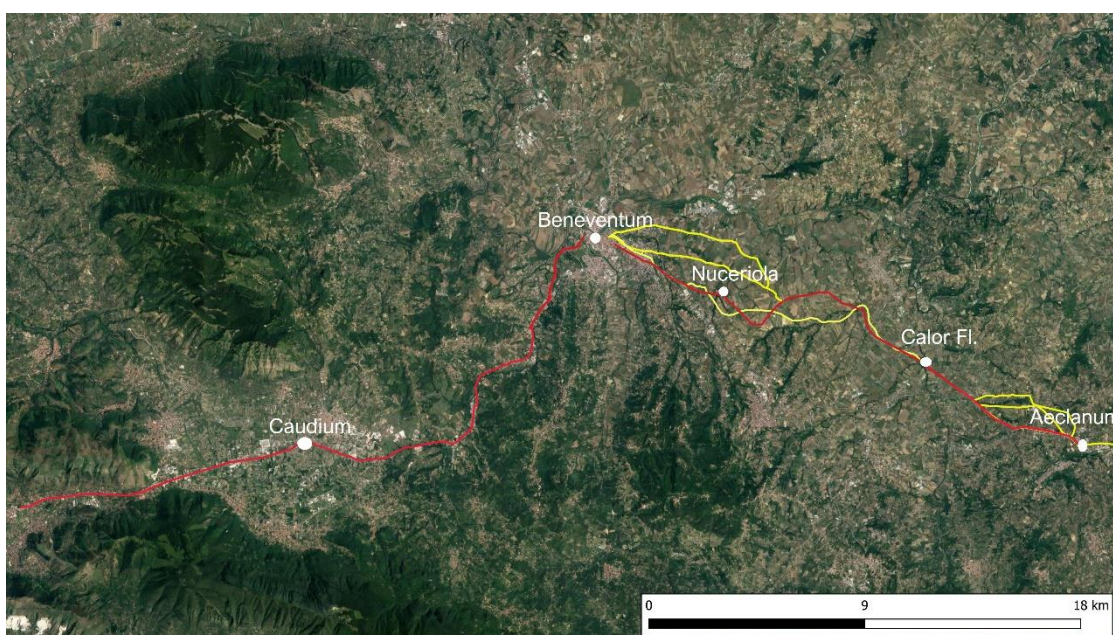 Beneventum
Nuceriola
Calor Fl.
Aeclanum
Caudium
0 9 18 km